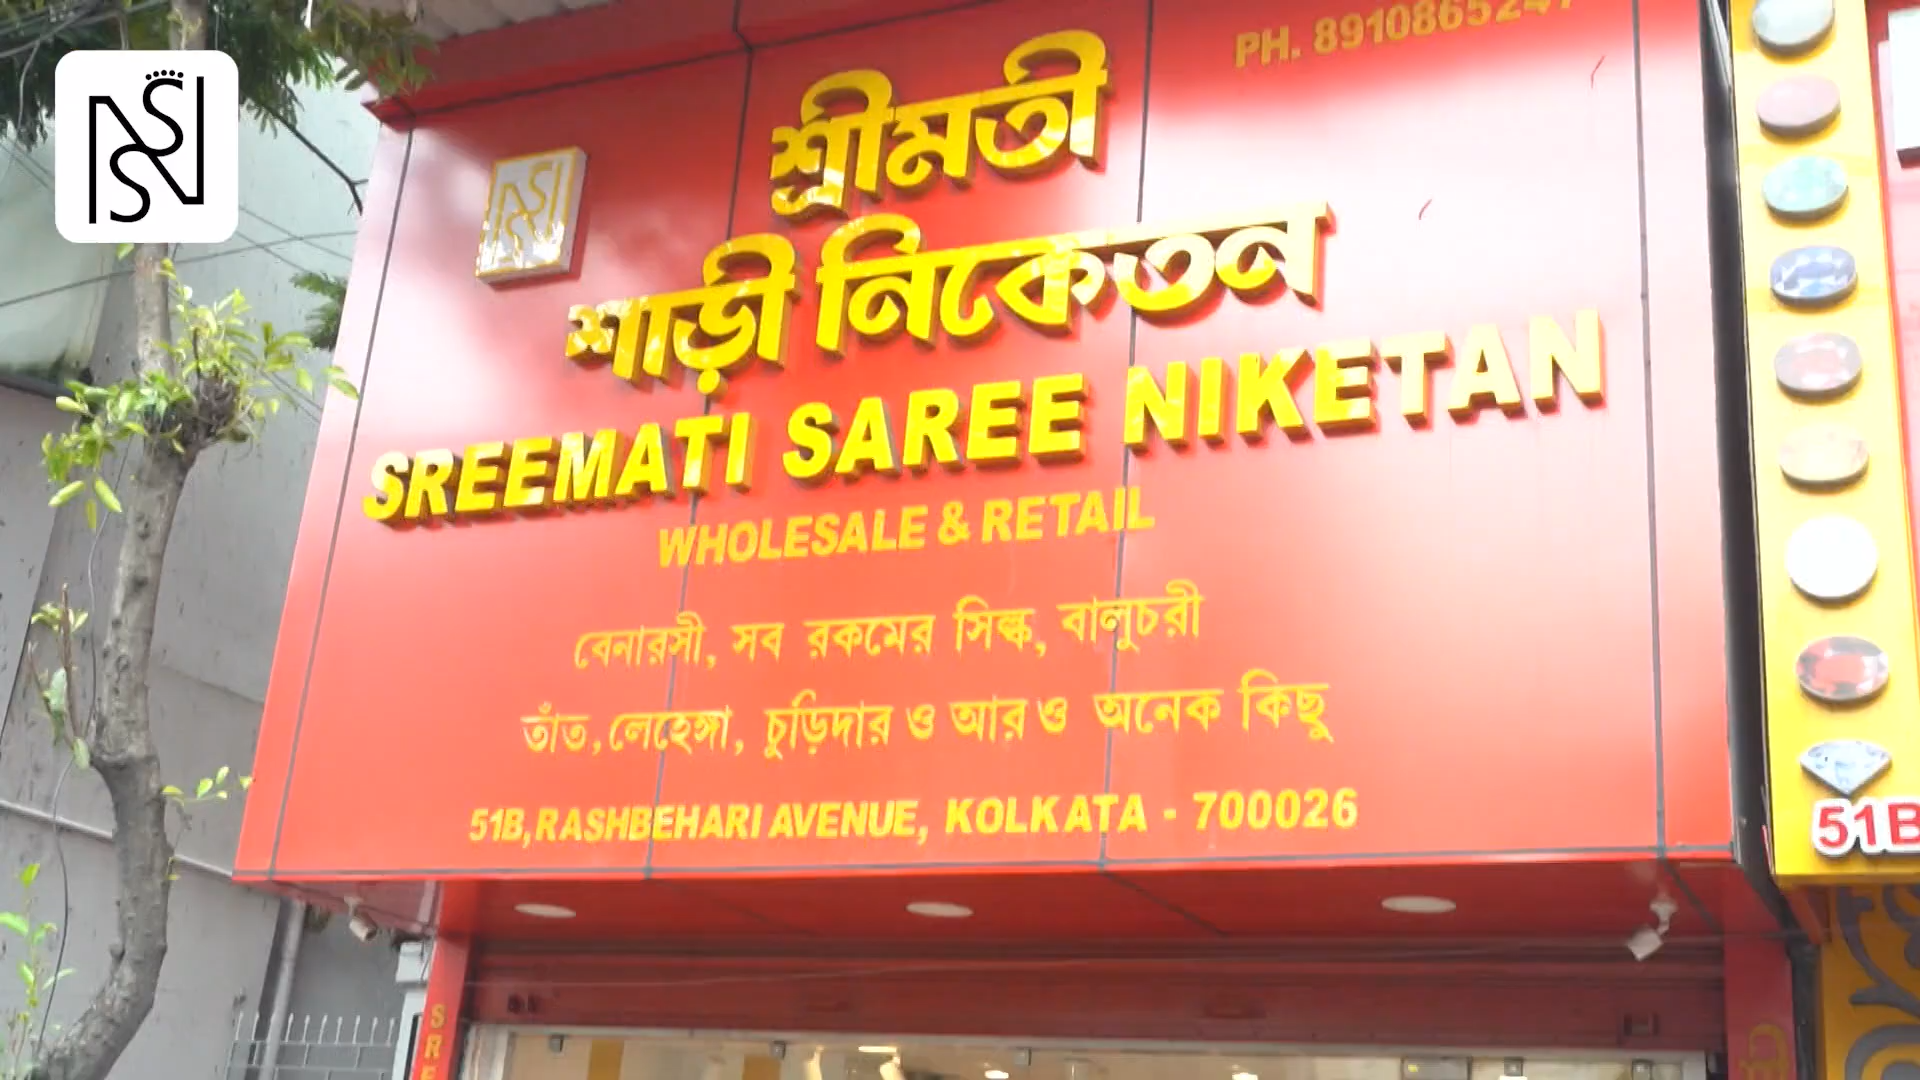 PH. 8910865247
শ্রীমতী
শাড়ী নিকেতন
SREEMATI SAREE NIKETAN
WHOLESALE & RETAIL
বেনারসী, সব রকমের সিল্ক, বালুচরী
তাঁত, লেহেঙ্গা, চুড়িদার ও আরও অনেক কিছু
51B, RASHBEHARI AVENUE, KOLKATA - 700026
51B
SRE